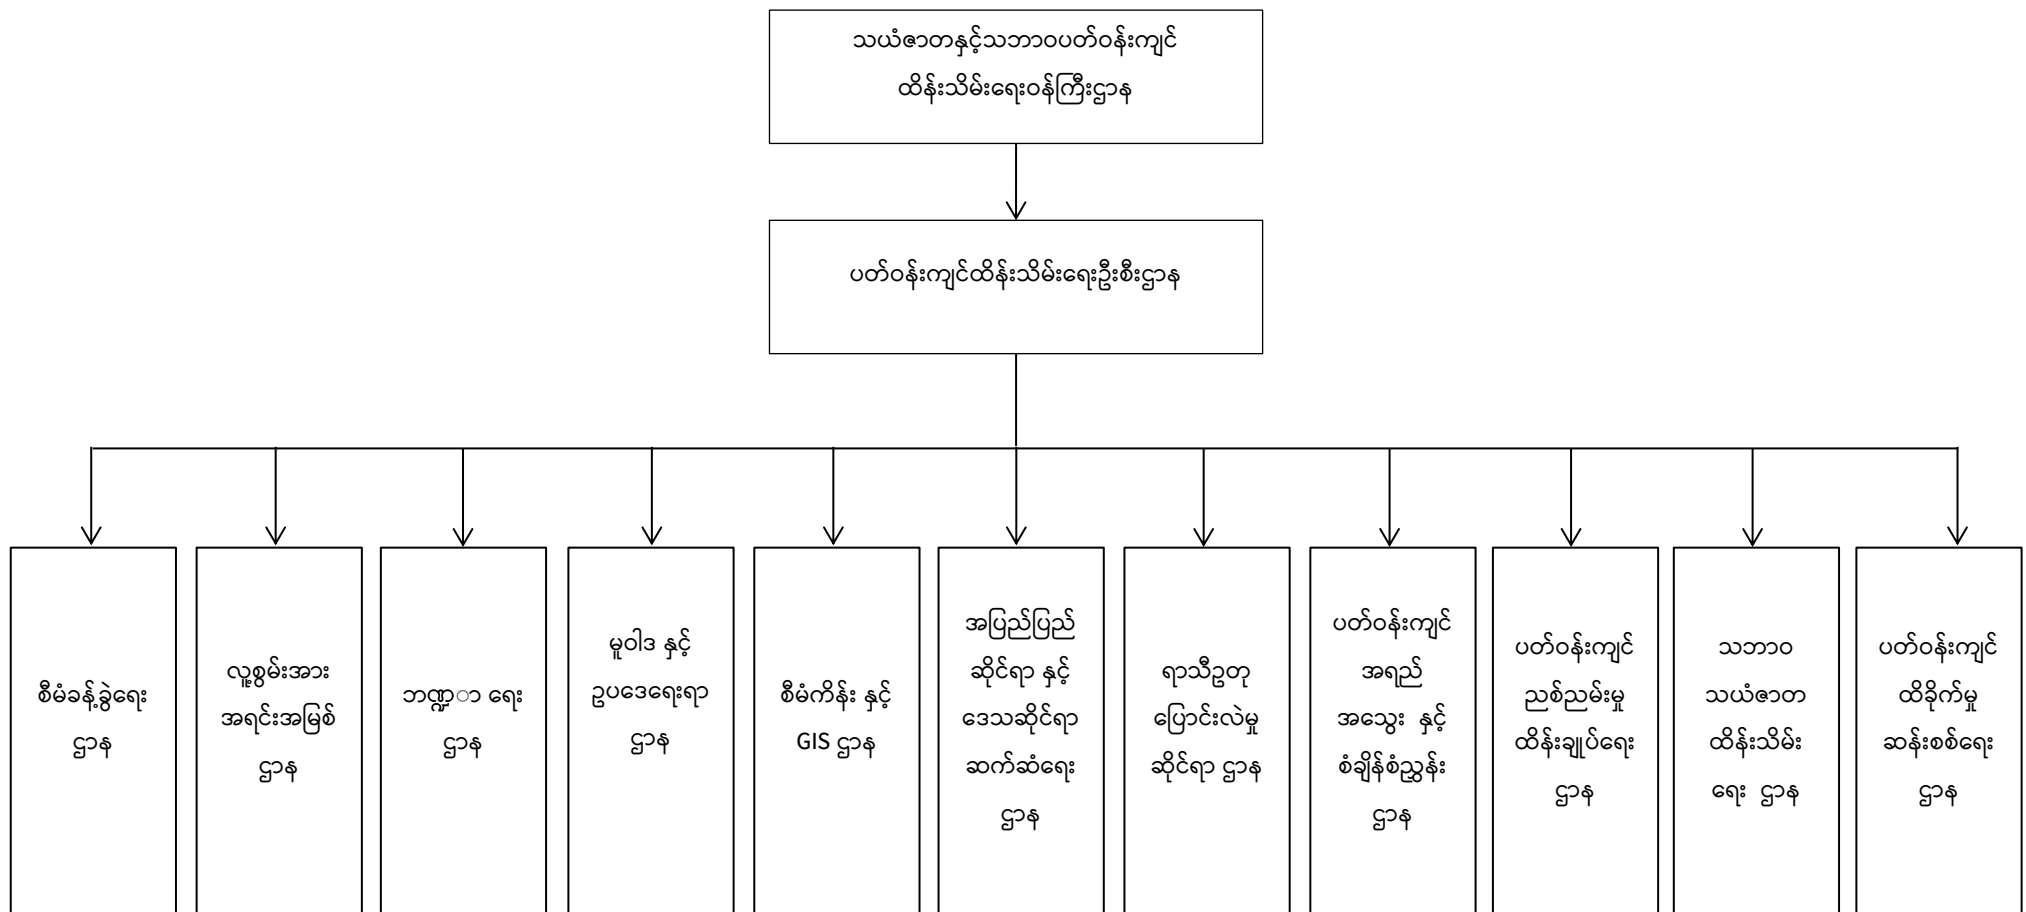 သယံဇာတနှင့်သဘာဝပတ်ဝန်းကျင်
ထိန်းသိမ်းရေးဝန်ကြီးဌာန
ပတ်ဝန်းကျင်ထိန်းသိမ်းရေးဦးစီးဌာန
စီမံခန့်ခွဲရေး
ဌာန
လူ့စွမ်းအား
အရင်းအမြစ်
ဌာန
ဘဏ္ဍာ ရေး
ဌာန
မူဝါဒ နှင့်
ဥပဒေရေးရာ
ဌာန
စီမံကိန်း နှင့်
GIS ဌာန
အပြည်ပြည်
ဆိုင်ရာ နှင့်
ဒေသဆိုင်ရာ
ဆက်ဆံရေး
ဌာန
ရာသီဥတု
ပြောင်းလဲမှု
ဆိုင်ရာ ဌာန
ပတ်ဝန်းကျင်
အရည်
အသွေး နှင့်
စံချိန်စံညွှန်း
ဌာန
ပတ်ဝန်းကျင်
ညစ်ညမ်းမှု
ထိန်းချုပ်ရေး
ဌာန
သဘာဝ
သယံဇာတ
ထိန်းသိမ်း
ရေး ဌာန
ပတ်ဝန်းကျင်
ထိခိုက်မှု
ဆန်းစစ်ရေး
ဌာန